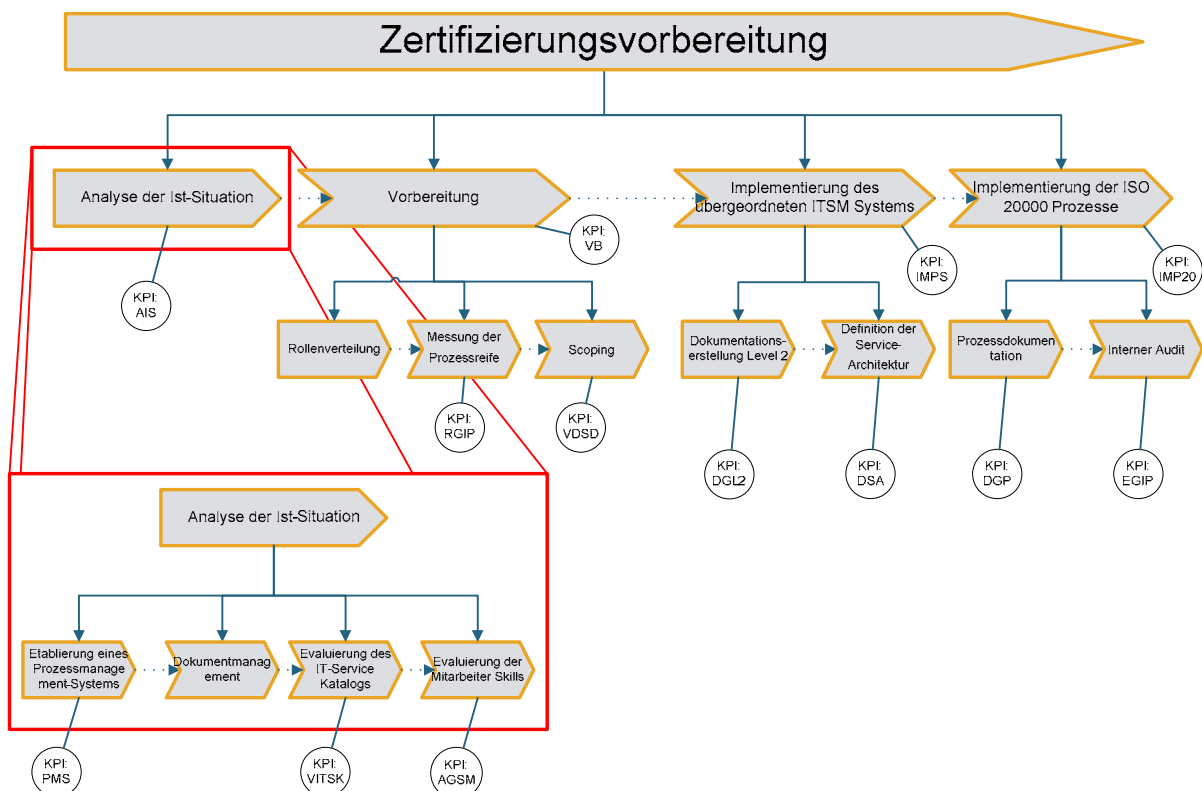 Zertifizierungsvorbereitung
Analyse der Ist-Situation
Vorbereitung
Implementierung des
übergeordneten ITSM Systems
Implementierung der ISO
20000 Prozesse
KPI:
AIS
KPI:
VB
KPI:
IMPS
KPI:
IMP20
Rollenverteilung
Messung der
Prozessreife
Scoping
Dokumentations-
erstellung Level 2
Definition der
Service-
Architektur
Prozessdokumen
tation
Interner Audit
KPI:
RGIP
KPI:
VDSD
KPI:
DGL2
KPI:
DSA
KPI:
DGP
KPI:
EGIP
Analyse der Ist-Situation
Etablierung eines
Prozessmanage
ment-Systems
Dokumentmanag
ement
Evaluierung des
IT-Service
Katalogs
Evaluierung der
Mitarbeiter Skills
KPI:
PMS
KPI:
VITSK
KPI:
AGSM